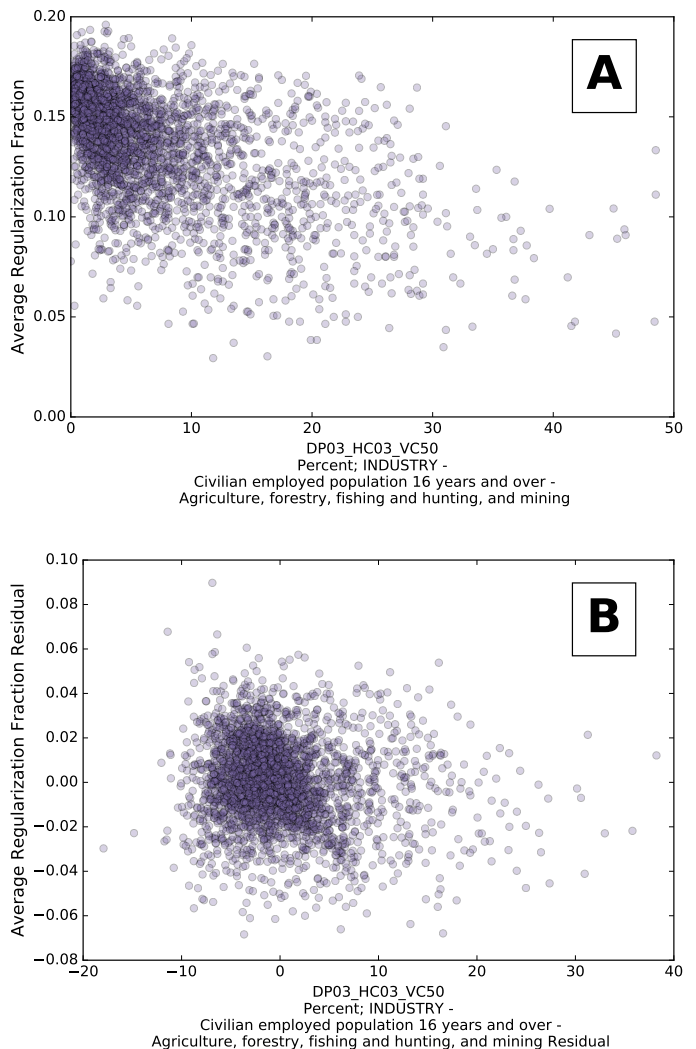 0.20
A
0.15
0.10
0.05
0.00
Average Regularization Fraction
0
10
20
30
40
50
DP03_HC03_VC50
Percent; INDUSTRY -
Civilian employed population 16 years and over -
Agriculture, forestry, fishing and hunting, and mining
0.10
B
0.08
0.06
0.04
0.02
0.00
−0.02
−0.04
−0.06
−0.08
Average Regularization Fraction Residual
−20
−10
0
10
20
30
40
DP03_HC03_VC50
Percent; INDUSTRY -
Civilian employed population 16 years and over -
Agriculture, forestry, fishing and hunting, and mining Residual